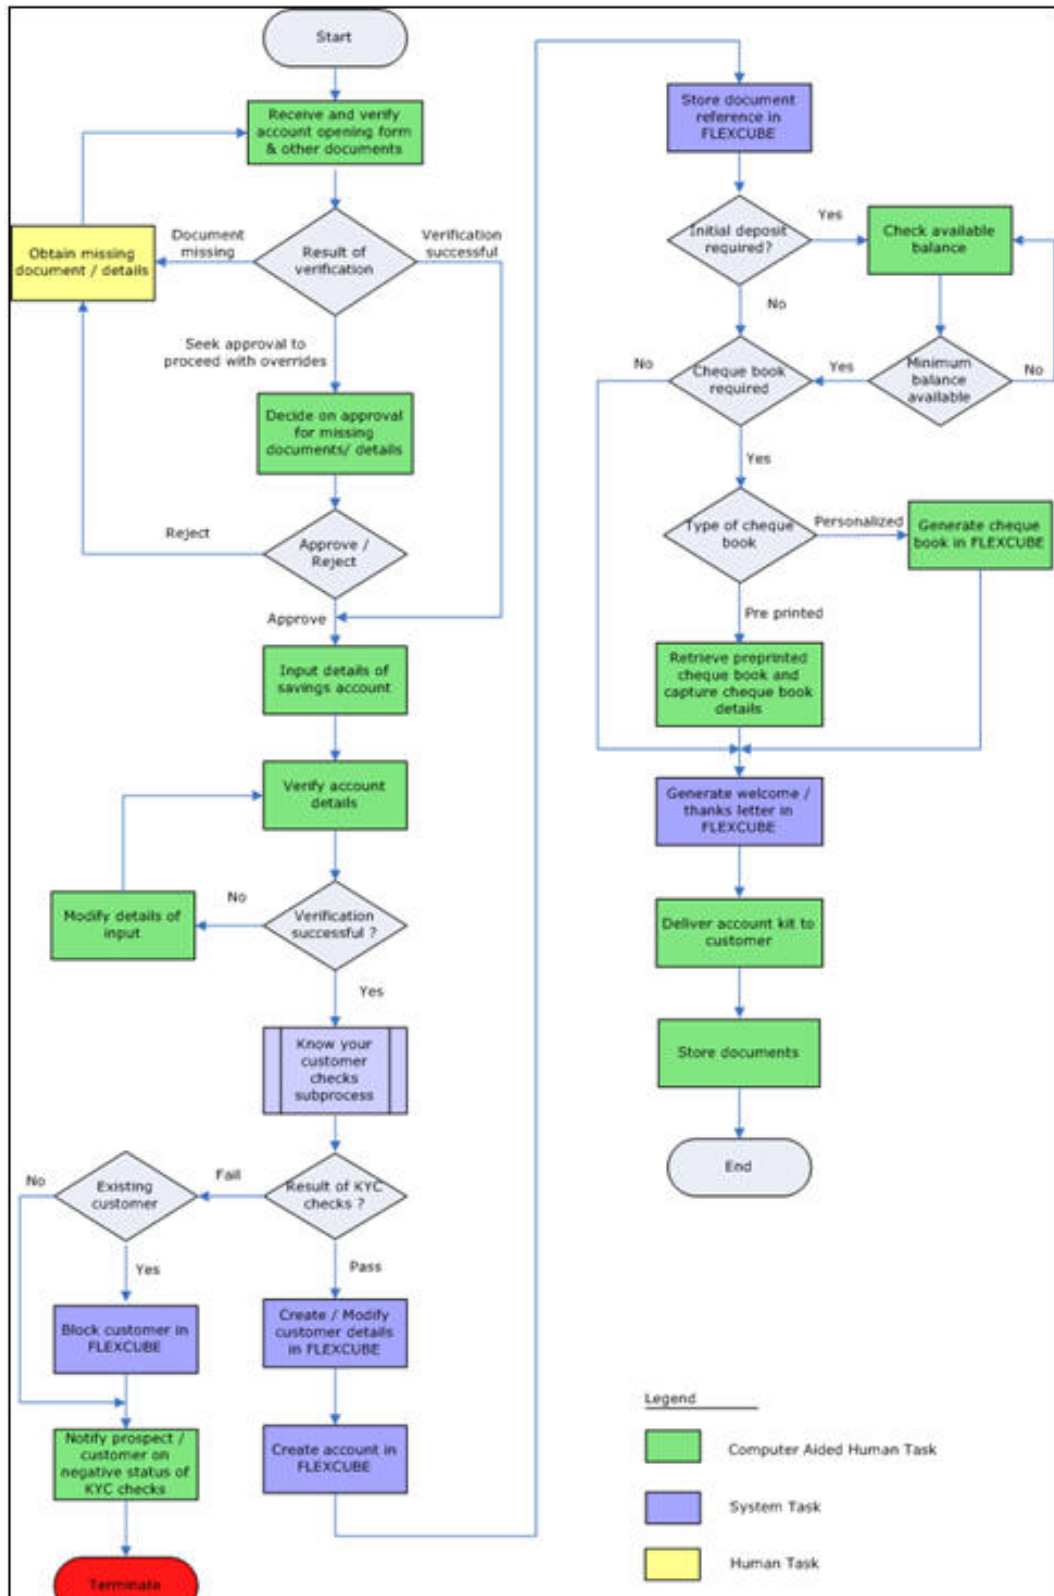 Start
Receive and verify
account opening form
& other documents
Obtain missing
document / details
Document
missing
Result of
verification
Verification
successful
Seek approval to
proceed with overrides
Decide on approval
for missing
documents/ details
Reject
Approve /
Reject
Approve
Input details of
savings account
Verify account
details
Modify details of
input
No
Verification
successful ?
Yes
Know your
customer
checks
subprocess
No
Existing
customer
Fail
Result of KYC
checks ?
Yes
Pass
Block customer in
FLEXCUBE
Create / Modify
customer details
in FLEXCUBE
Notify prospect /
customer on
negative status of
KYC checks
Create account in
FLEXCUBE
Terminate
Store document
reference in
FLEXCUBE
Initial deposit
required?
Yes
Check available
balance
No
No
Cheque book
required
Yes
Minimum
balance
available
No
Yes
Type of cheque
book
Personalized
Generate cheque
book in FLEXCUBE
Pre printed
Retrieve preprinted
cheque book and
capture cheque book
details
Generate welcome /
thanks letter in
FLEXCUBE
Deliver account kit to
customer
Store documents
End
Legend
Computer Aided Human Task
System Task
Human Task